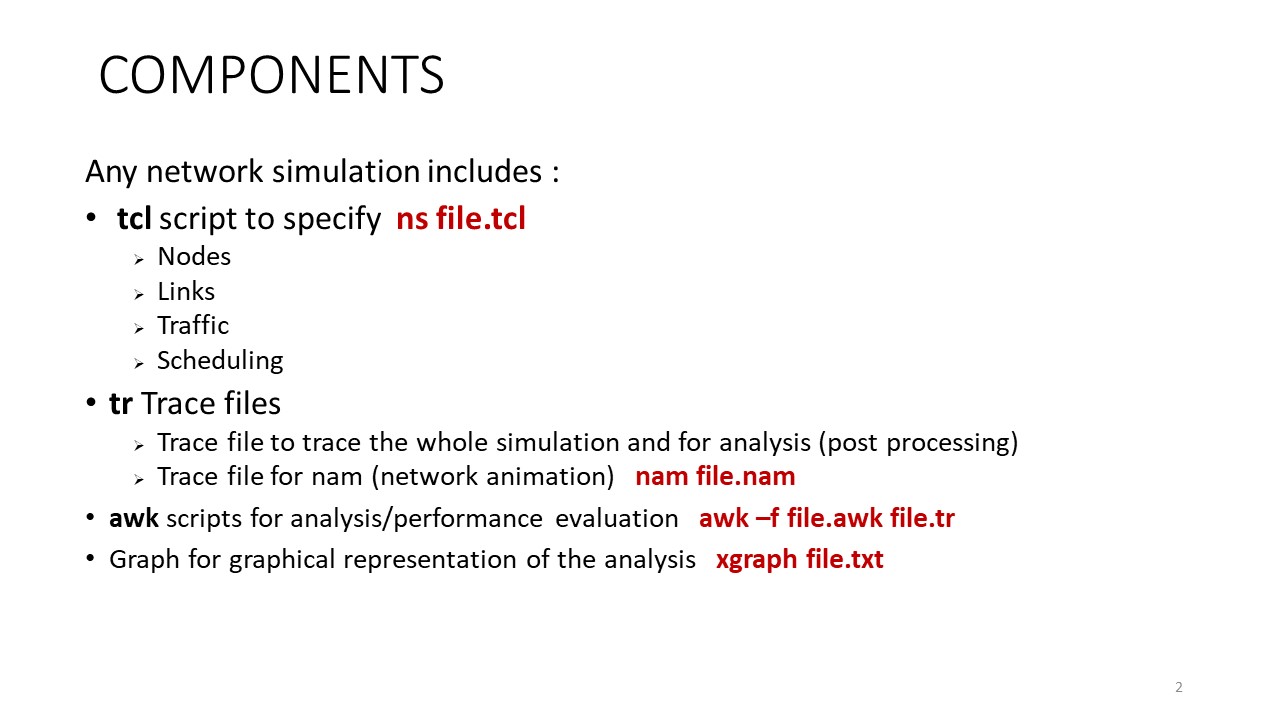 COMPONENTS
Any network simulation includes :
• tcl script to specify ns file.tcl
➢ Nodes
➢ Links
➢ Traffic
➢ Scheduling
• tr Trace files
➢ Trace file to trace the whole simulation and for analysis (post processing)
➢ Trace file for nam (network animation) nam file.nam
• awk scripts for analysis/performance evaluation awk –f file.awk file.tr
• Graph for graphical representation of the analysis xgraph file.txt
2